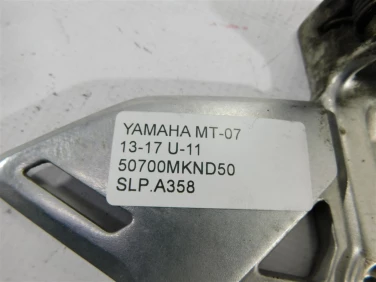 YAMAHA MT-07
13-17 U-11
50700MKND50
SLP.A358